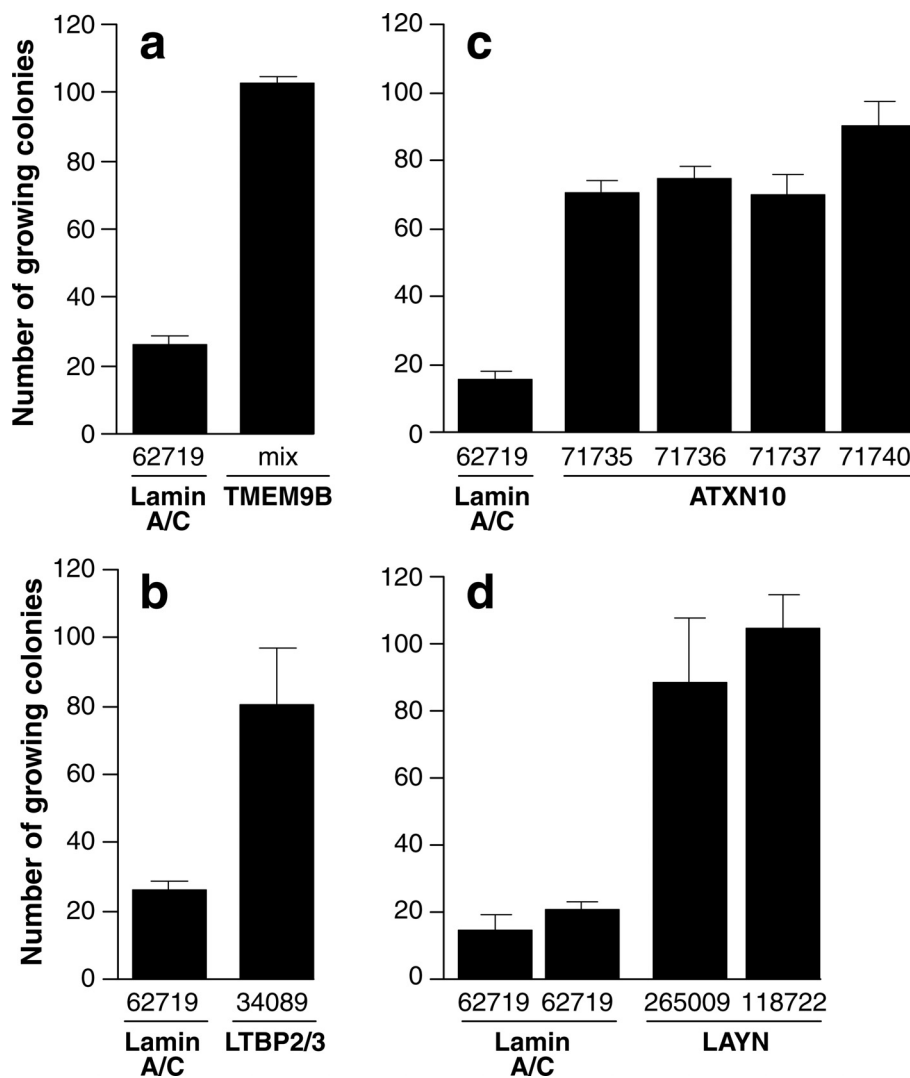 a
Number of growing colonies
120
100
80
60
40
20
0
62719 mix
Lamin A/C TMEM9B
c
120
100
80
60
40
20
0
62719 71735 71736 71737 71740
Lamin A/C ATXN10
b
Number of growing colonies
120
100
80
60
40
20
0
62719 34089
Lamin A/C LTBP2/3
d
120
100
80
60
40
20
0
62719 62719 265009 118722
Lamin A/C LAYN